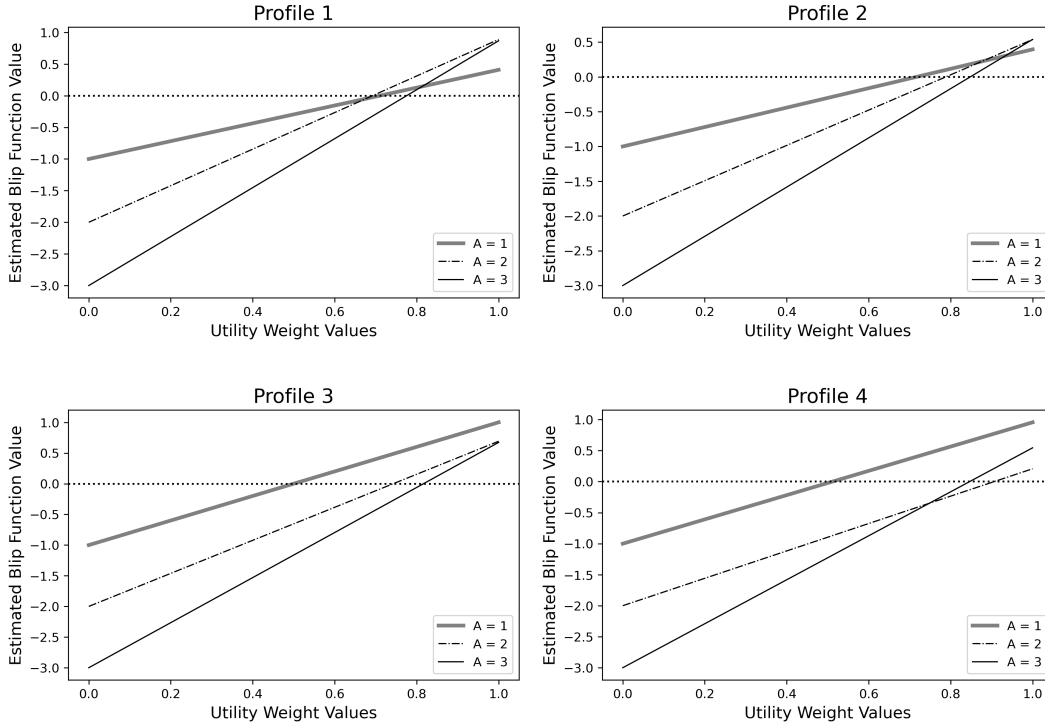 Profile 1
Estimated Blip Function Value
1.0
0.5
0.0
−0.5
−1.0
−1.5
−2.0
−2.5
−3.0
A = 1
A = 2
A = 3
0.0 0.2 0.4 0.6 0.8 1.0
Utility Weight Values
Profile 2
Estimated Blip Function Value
0.5
0.0
−0.5
−1.0
−1.5
−2.0
−2.5
−3.0
A = 1
A = 2
A = 3
0.0 0.2 0.4 0.6 0.8 1.0
Utility Weight Values
Profile 3
Estimated Blip Function Value
1.0
0.5
0.0
−0.5
−1.0
−1.5
−2.0
−2.5
−3.0
A = 1
A = 2
A = 3
0.0 0.2 0.4 0.6 0.8 1.0
Utility Weight Values
Profile 4
Estimated Blip Function Value
1.0
0.5
0.0
−0.5
−1.0
−1.5
−2.0
−2.5
−3.0
A = 1
A = 2
A = 3
0.0 0.2 0.4 0.6 0.8 1.0
Utility Weight Values